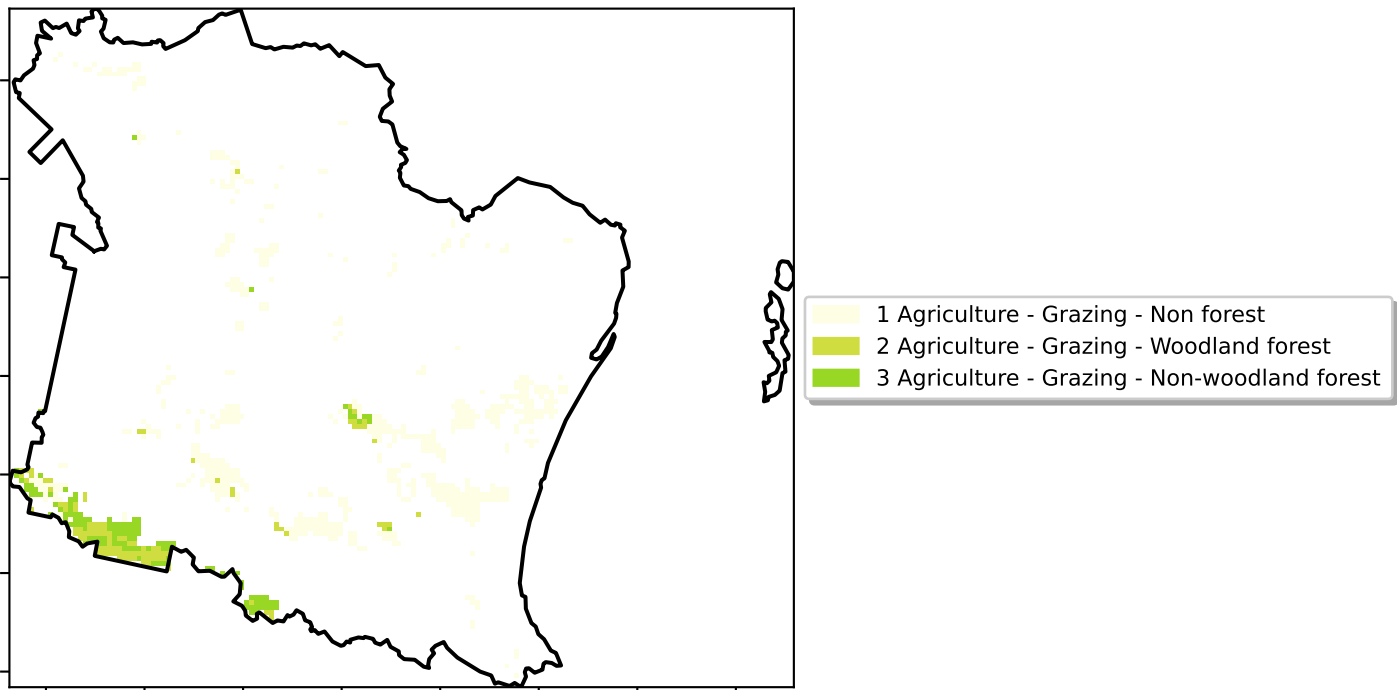 1 Agriculture - Grazing - Non forest
2 Agriculture - Grazing - Woodland forest
3 Agriculture - Grazing - Non-woodland forest